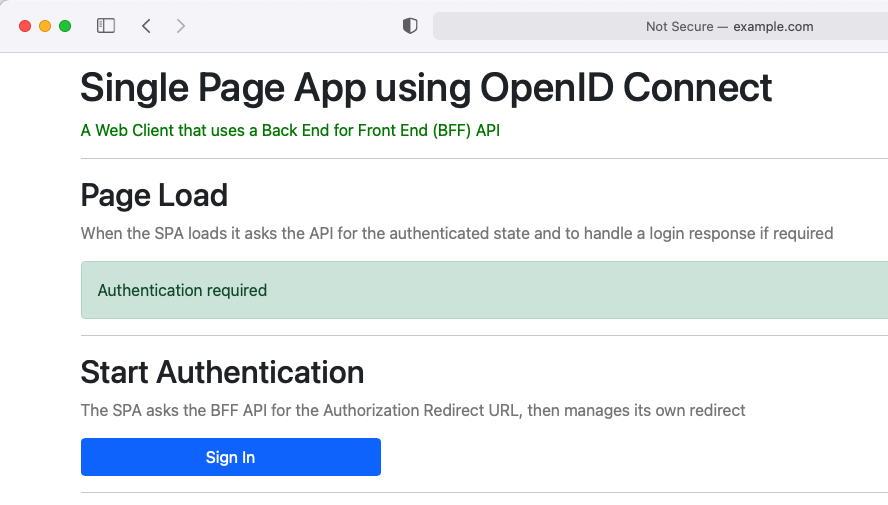 Not Secure — example.com
Single Page App using OpenID Connect
A Web Client that uses a Back End for Front End (BFF) API
Page Load
When the SPA loads it asks the API for the authenticated state and to handle a login response if required
Authentication required
Start Authentication
The SPA asks the BFF API for the Authorization Redirect URL, then manages its own redirect
Sign In